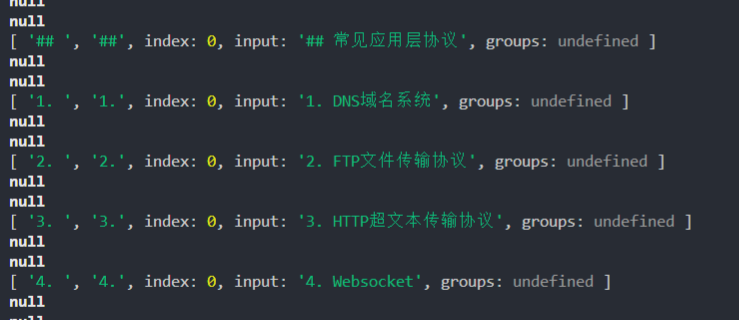 null
null
[ '## ', '##', index: 0, input: '## 常见应用层协议', groups: undefined ]
null
null
[ '1. ', '1.', index: 0, input: '1. DNS域名系统', groups: undefined ]
null
null
[ '2. ', '2.', index: 0, input: '2. FTP文件传输协议', groups: undefined ]
null
null
[ '3. ', '3.', index: 0, input: '3. HTTP超文本传输协议', groups: undefined ]
null
null
[ '4. ', '4.', index: 0, input: '4. Websocket', groups: undefined ]
null
null